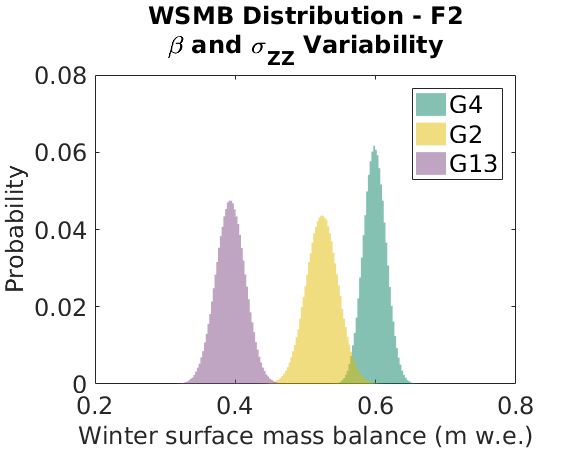 WSMB Distribution - F2
β and σZZ Variability
0.08
0.06
0.04
0.02
0
Probability
G4
G2
G13
0.2 0.4 0.6 0.8
Winter surface mass balance (m w.e.)